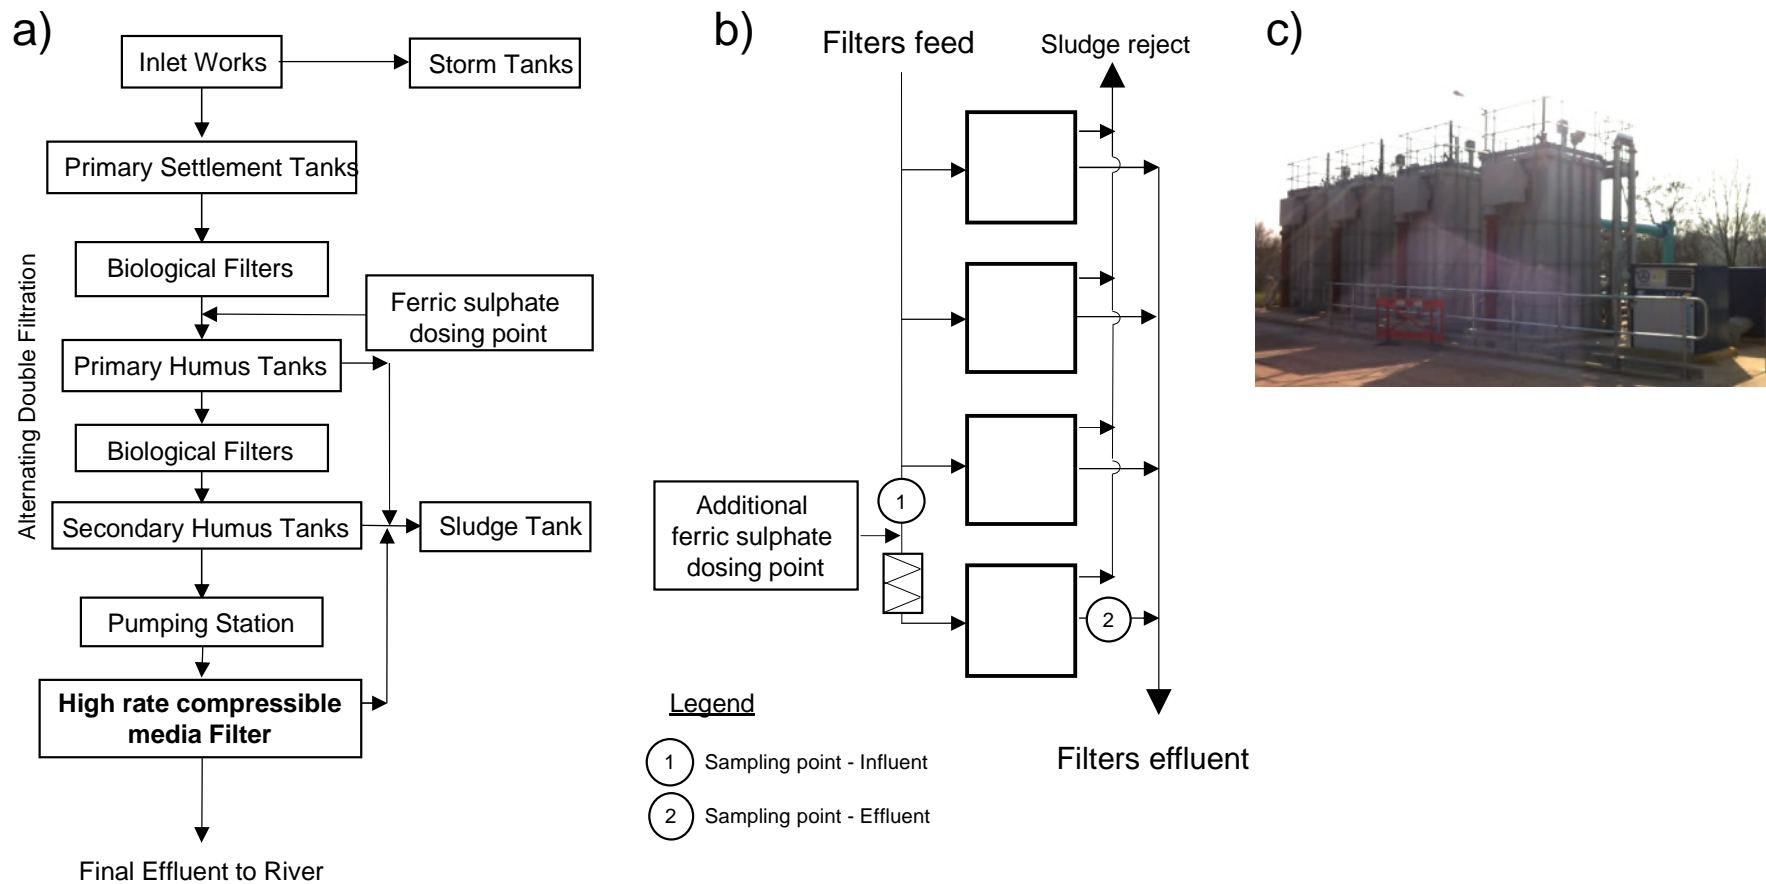 a)
Inlet Works
Storm Tanks
Primary Settlement Tanks
Alternating Double Filtration
Biological Filters
Ferric sulphate
dosing point
Primary Humus Tanks
Biological Filters
Secondary Humus Tanks
Sludge Tank
Pumping Station
High rate compressible
media Filter
Final Effluent to River
b)
Filters feed
Sludge reject
1
Additional
ferric sulphate
dosing point
2
Filters effluent
Legend
1 Sampling point - Influent
2 Sampling point - Effluent
c)